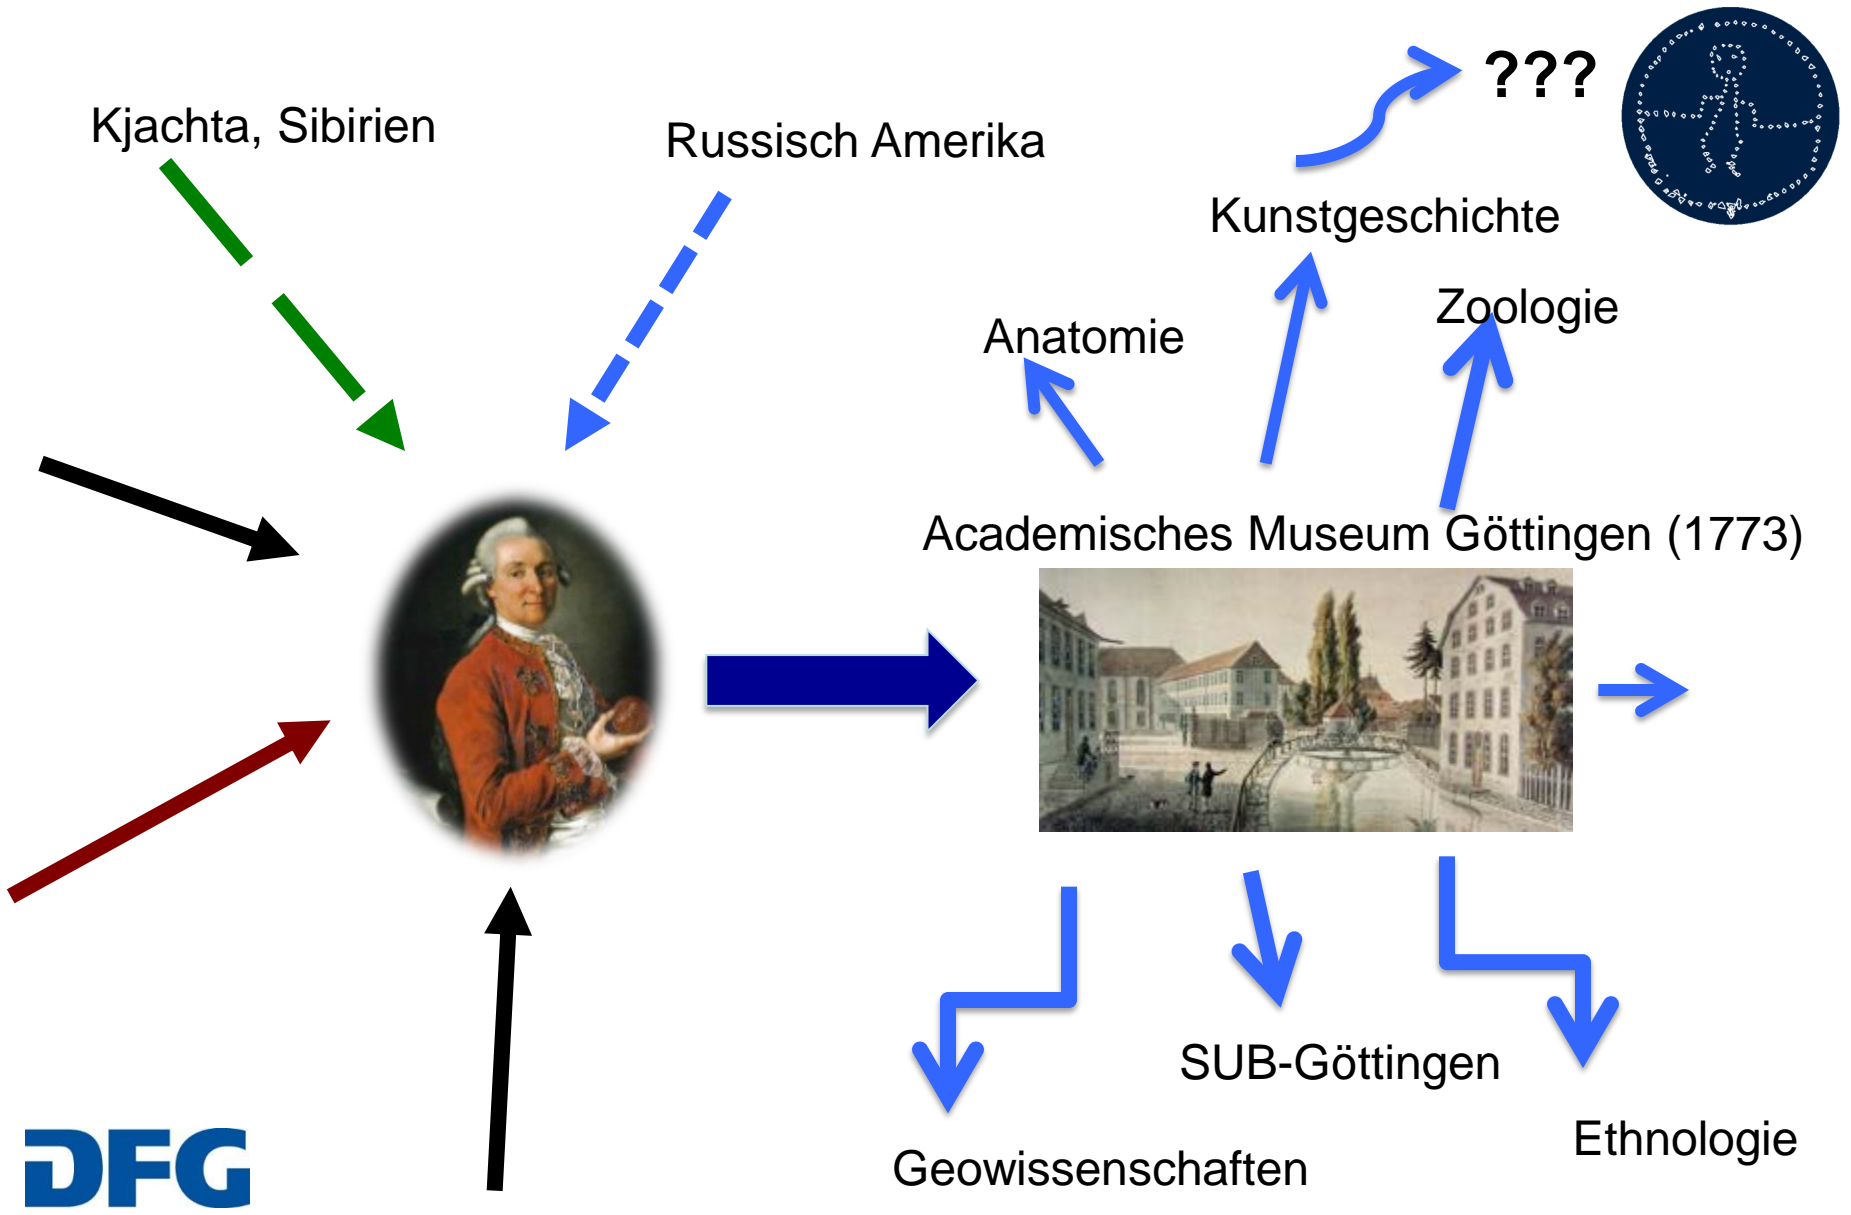 ???
Kjachta, Sibirien
Russisch Amerika
Kunstgeschichte
Zoologie
Anatomie
Academisches Museum Göttingen (1773)
SUB-Göttingen
Ethnologie
Geowissenschaften
DFG